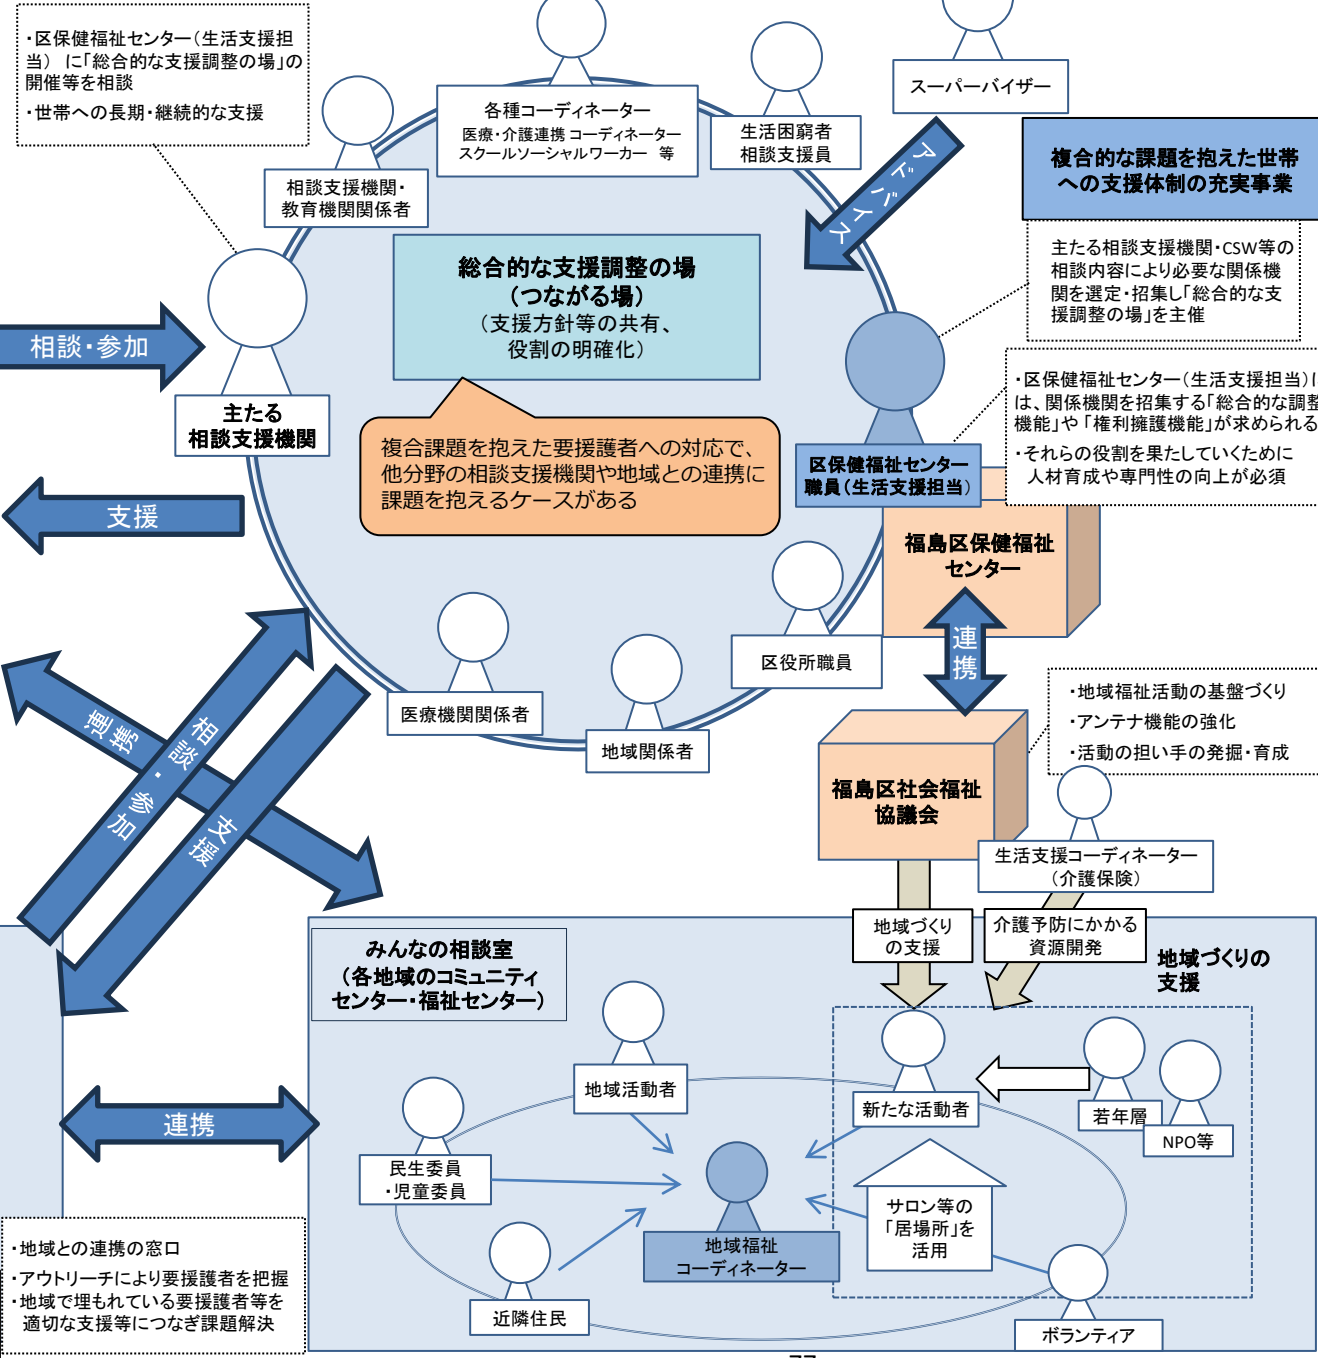 ・区保健福祉センター（生活支援担
当） に「総合的な支援調整の場」の
開催等を相談
・世帯への長期・継続的な支援
各種コーディネーター
医療・介護連携 コーディネーター
スクールソーシャルワーカー 等
生活困窮者
相談支援員
スーパーバイザー
相談支援機関・
教育機関関係者
アドバイス
複合的な課題を抱えた世帯
への支援体制の充実事業
主たる相談支援機関・CSW等の
相談内容により必要な関係機
関を選定・招集し「総合的な支
援調整の場」を主催
総合的な支援調整の場
（つながる場）
（支援方針等の共有、
役割の明確化）
相談・参加
主たる
相談支援機関
複合課題を抱えた要援護者への対応で、
他分野の相談支援機関や地域との連携に
課題を抱えるケースがある
・区保健福祉センター（生活支援担当）に
は、関係機関を招集する「総合的な調整
機能」や「権利擁護機能」が求められる
・それらの役割を果たしていくために
人材育成や専門性の向上が必須
区保健福祉センター
職員（生活支援担当）
支援
福島区保健福祉
センター
連携
区役所職員
医療機関関係者
地域関係者
・地域福祉活動の基盤づくり
・アンテナ機能の強化
・活動の担い手の発掘・育成
連携
相談・参加
支援
福島区社会福祉
協議会
生活支援コーディネーター
（介護保険）
地域づくり
の支援
介護予防にかかる
資源開発
地域づくりの
支援
みんなの相談室
（各地域のコミュニティ
センター・福祉センター）
地域活動者
新たな活動者
若年層
NPO等
連携
民生委員
・児童委員
サロン等の
「居場所」を
活用
地域福祉
コーディネーター
近隣住民
ボランティア
・地域との連携の窓口
・アウトリーチにより要援護者を把握
・地域で埋もれている要援護者等を
適切な支援等につなぎ課題解決